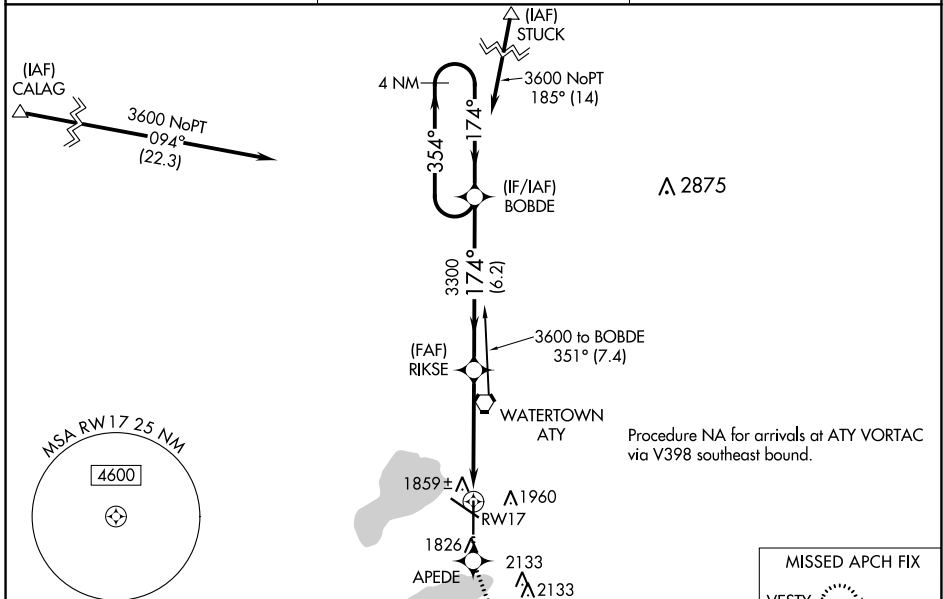 (IAF)
STUCK
3600 NoPT
185° (14)
(IAF)
CALAG
3600 NoPT
094°
(22.3)
4 NM
354°
174°
(IF/IAF)
BOBDE
2875
3300
174°
(6.2)
3600 to BOBDE
351° (7.4)
(FAF)
RIKSE
WATERTOWN
ATY
Procedure NA for arrivals at ATY VORTAC
via V398 southeast bound.
MSA RW17 25 NM
4600
1859±
1960
RW17
1826
APEDE
2133
2133
MISSED APCH FIX
VESTY